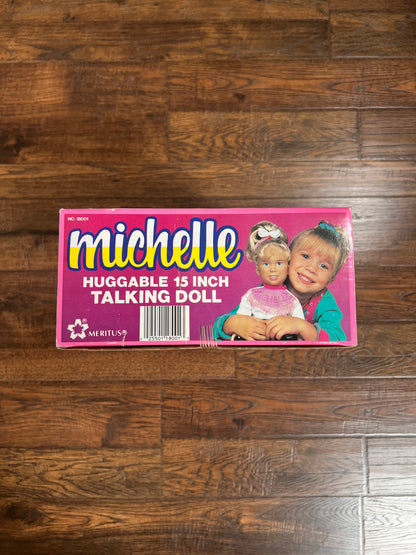 NO. 18001
michelle
HUGGABLE 15 INCH
TALKING DOLL
MERITUS®